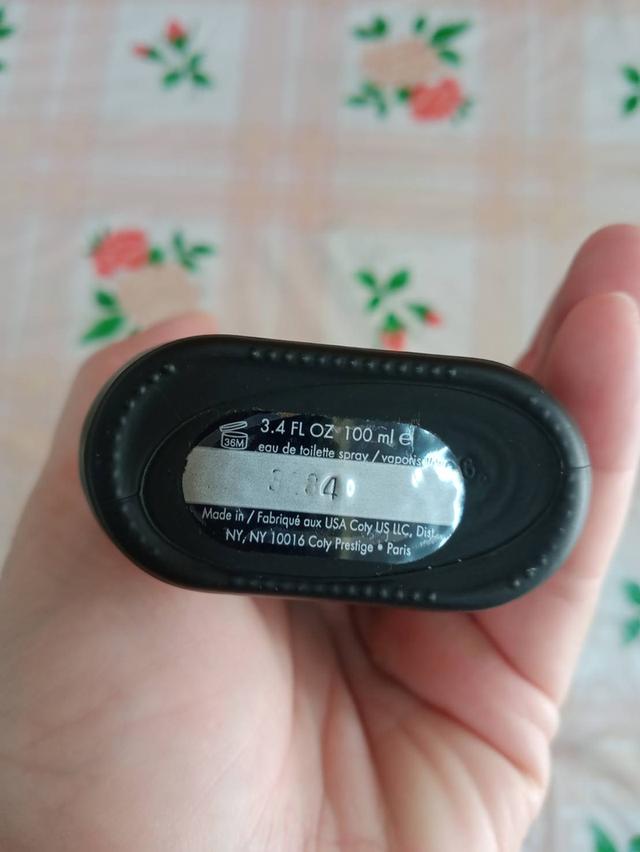 36M
3.4 FL OZ 100 ml ℮
eau de toilette spray /
3 84
Made in / Fabriqué aux USA Coty US LLC, Dist.
NY, NY 10016 Coty Prestige • Paris